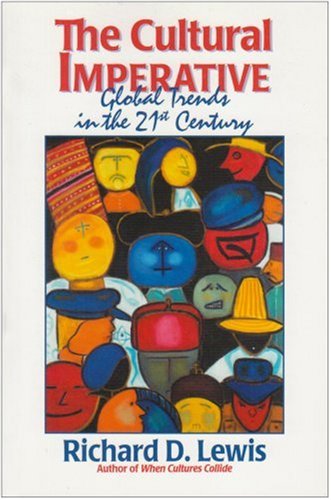 The Cultural
IMPERATIVE
Global Trends
in the 21st Century
Richard D. Lewis
Author of When Cultures Collide